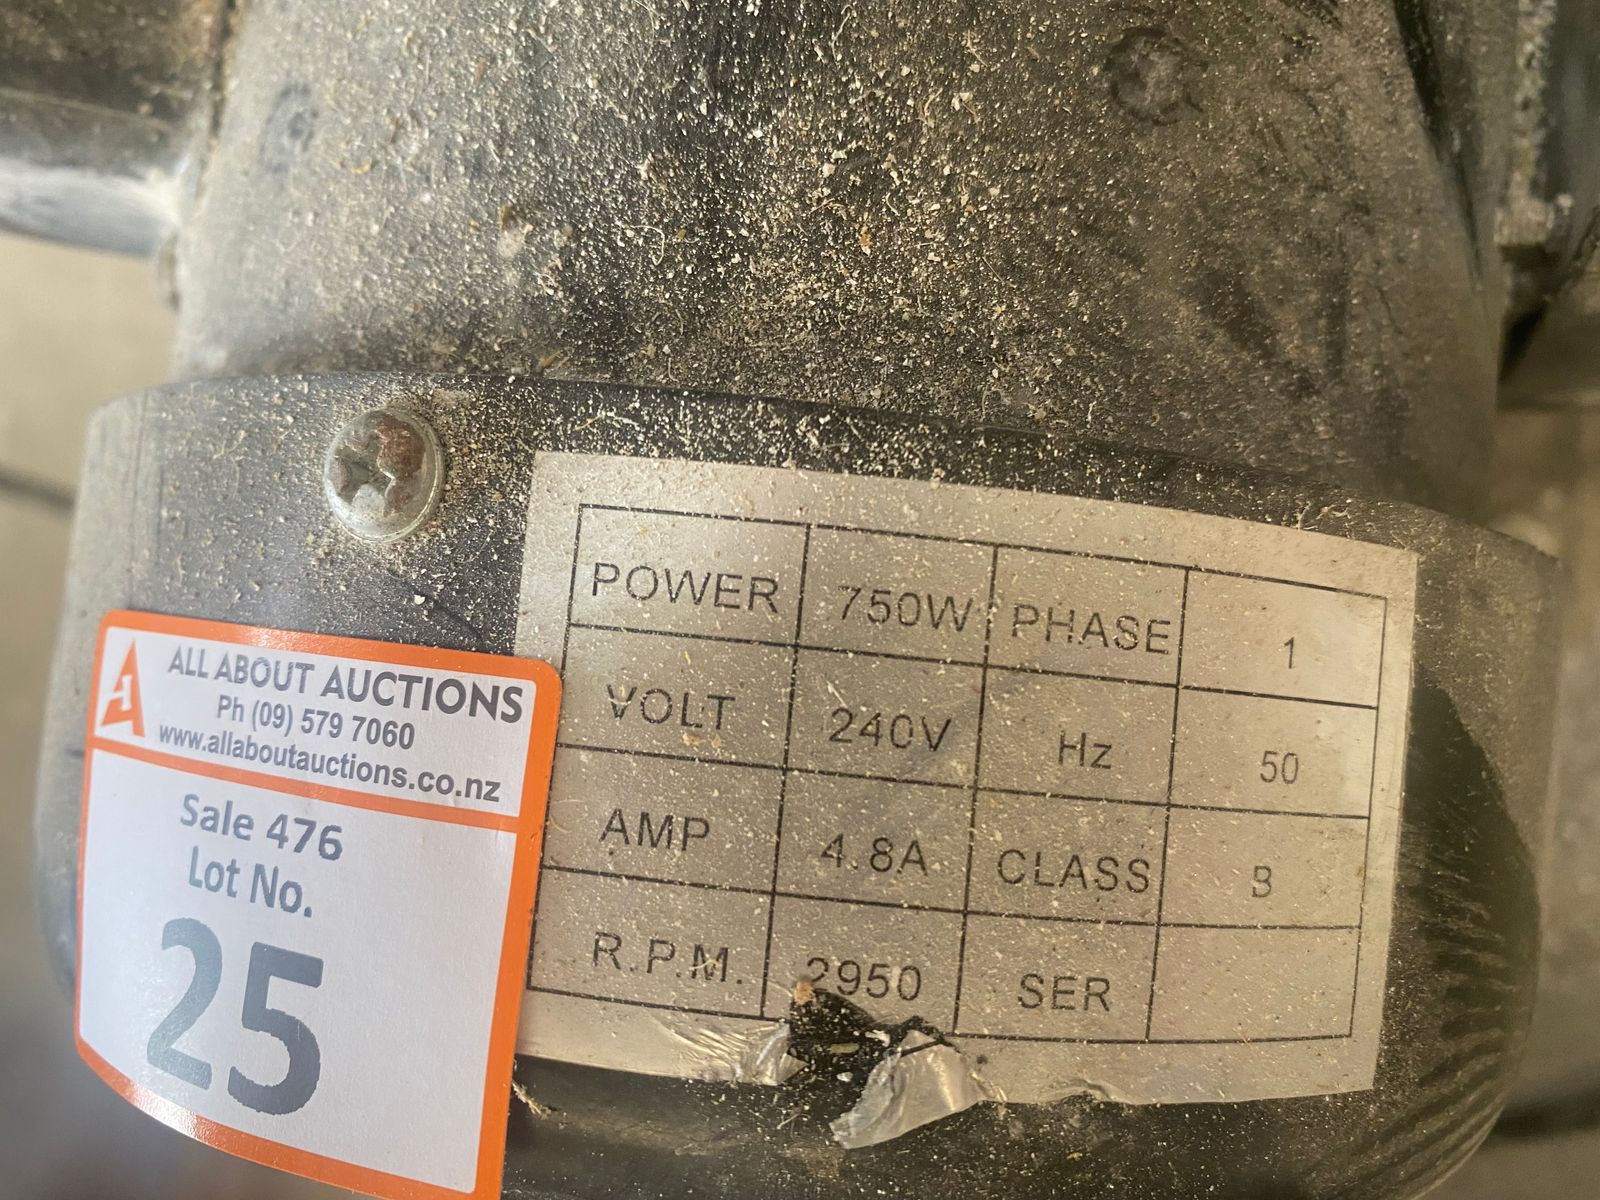 POWER 750W PHASE 1
VOLT 240V Hz 50
AMP 4.8A CLASS B
R.P.M. 2950 SER
ALL ABOUT AUCTIONS
Ph (09) 579 7060
www.allaboutauctions.co.nz
Sale 476
Lot No.
25